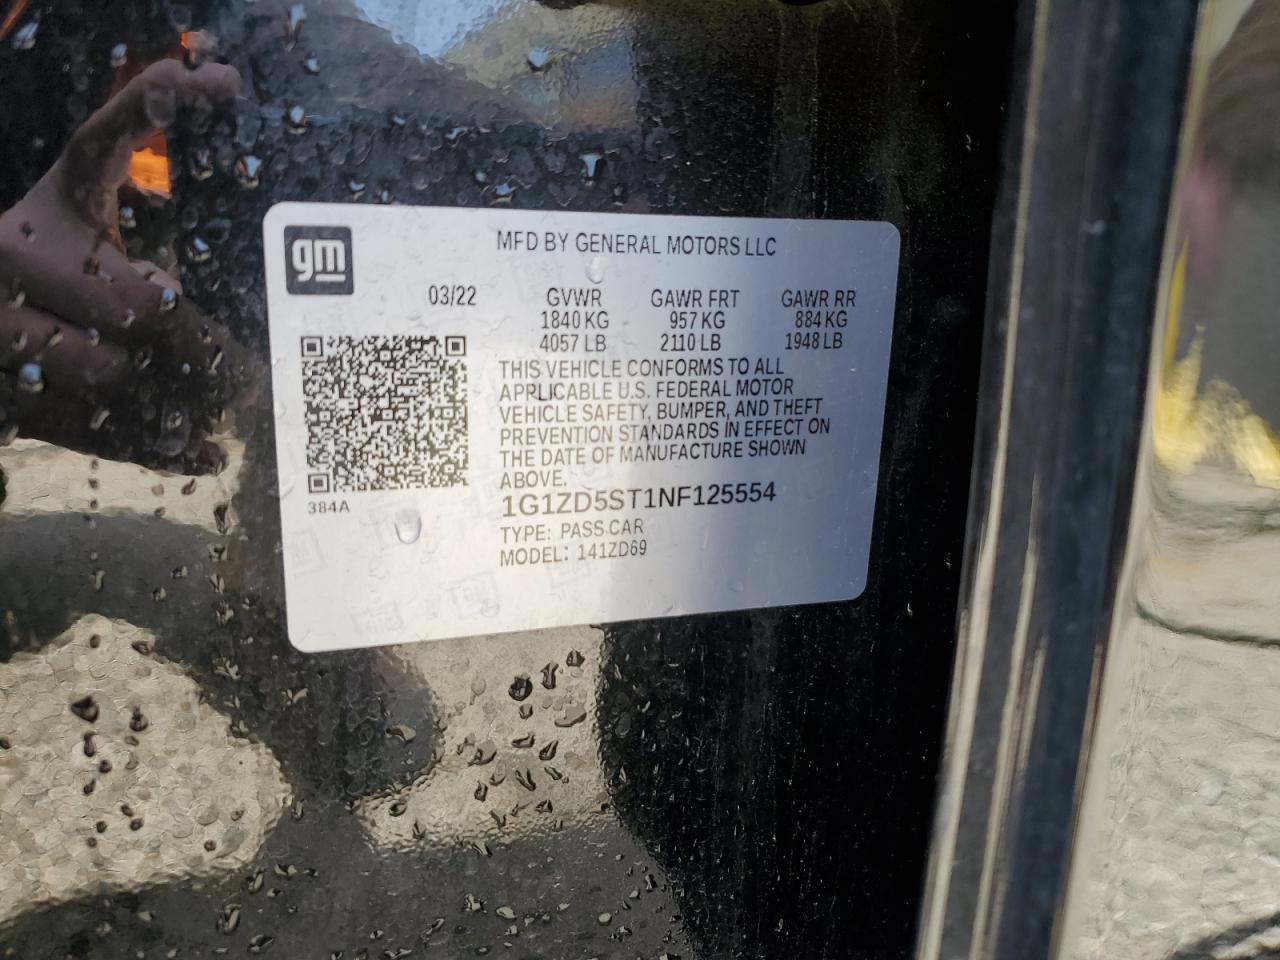 gm
MFD BY GENERAL MOTORS LLC
03/22 GVWR GAWR FRT GAWR RR
1840 KG 957 KG 884 KG
4057 LB 2110 LB 1948 LB
THIS VEHICLE CONFORMS TO ALL
APPLICABLE U.S. FEDERAL MOTOR
VEHICLE SAFETY, BUMPER, AND THEFT
PREVENTION STANDARDS IN EFFECT ON
THE DATE OF MANUFACTURE SHOWN
ABOVE.
384A
1G1ZD5ST1NF125554
TYPE: PASS.CAR
MODEL: 141ZD69